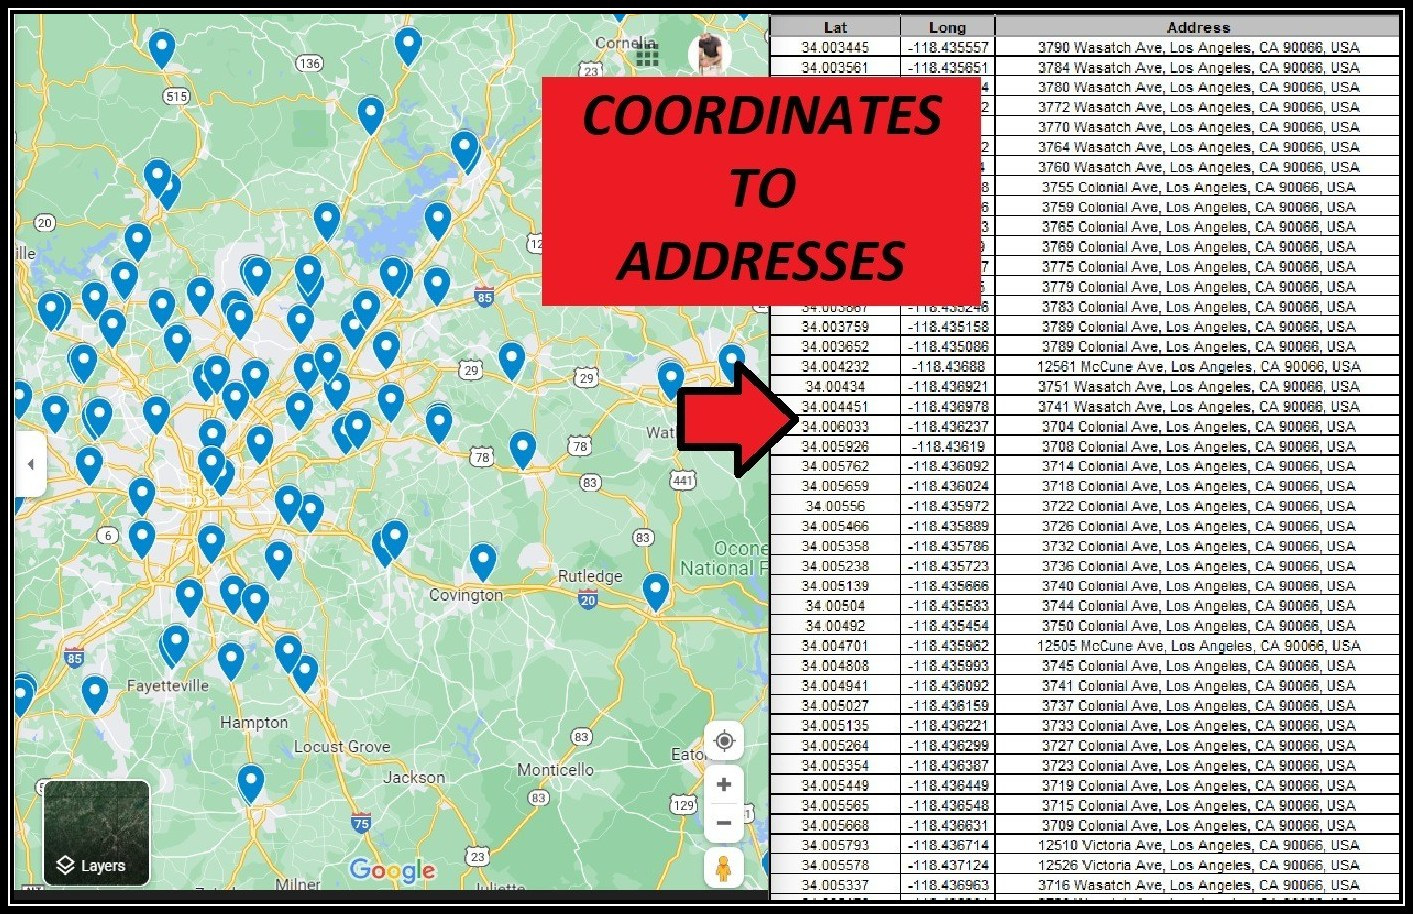 Cornelia
136
23
515
20
ille
12
85
29
29
78
78
83
441
6
83
Ocone
National F
Rutledge
Covington
20
85
Fayetteville
Hampton
Locust Grove
83
Eato
Jackson
Monticello
83
129
75
Layers
Google
23
Milner
COORDINATES
TO
ADDRESSES
Lat Long Address
34.003445 -118.435557 3790 Wasatch Ave, Los Angeles, CA 90066, USA
34.003561 -118.435651 3784 Wasatch Ave, Los Angeles, CA 90066, USA
4 3780 Wasatch Ave, Los Angeles, CA 90066, USA
2 3772 Wasatch Ave, Los Angeles, CA 90066, USA
3770 Wasatch Ave, Los Angeles, CA 90066, USA
2 3764 Wasatch Ave, Los Angeles, CA 90066, USA
4 3760 Wasatch Ave, Los Angeles, CA 90066, USA
8 3755 Colonial Ave, Los Angeles, CA 90066, USA
6 3759 Colonial Ave, Los Angeles, CA 90066, USA
3 3765 Colonial Ave, Los Angeles, CA 90066, USA
9 3769 Colonial Ave, Los Angeles, CA 90066, USA
7 3775 Colonial Ave, Los Angeles, CA 90066, USA
3779 Colonial Ave, Los Angeles, CA 90066, USA
34.003867 -118.435246 3783 Colonial Ave, Los Angeles, CA 90066, USA
34.003759 -118.435158 3789 Colonial Ave, Los Angeles, CA 90066, USA
34.003652 -118.435086 3789 Colonial Ave, Los Angeles, CA 90066, USA
34.004232 -118.43688 12561 McCune Ave, Los Angeles, CA 90066, USA
34.00434 -118.436921 3751 Wasatch Ave, Los Angeles, CA 90066, USA
34.004451 -118.436978 3741 Wasatch Ave, Los Angeles, CA 90066, USA
34.006033 -118.436237 3704 Colonial Ave, Los Angeles, CA 90066, USA
34.005926 -118.43619 3708 Colonial Ave, Los Angeles, CA 90066, USA
34.005762 -118.436092 3714 Colonial Ave, Los Angeles, CA 90066, USA
34.005659 -118.436024 3718 Colonial Ave, Los Angeles, CA 90066, USA
34.00556 -118.435972 3722 Colonial Ave, Los Angeles, CA 90066, USA
34.005466 -118.435889 3726 Colonial Ave, Los Angeles, CA 90066, USA
34.005358 -118.435786 3732 Colonial Ave, Los Angeles, CA 90066, USA
34.005238 -118.435723 3736 Colonial Ave, Los Angeles, CA 90066, USA
34.005139 -118.435666 3740 Colonial Ave, Los Angeles, CA 90066, USA
34.00504 -118.435583 3744 Colonial Ave, Los Angeles, CA 90066, USA
34.00492 -118.435454 3750 Colonial Ave, Los Angeles, CA 90066, USA
34.004701 -118.435962 12505 McCune Ave, Los Angeles, CA 90066, USA
34.004808 -118.435993 3745 Colonial Ave, Los Angeles, CA 90066, USA
34.004941 -118.436092 3741 Colonial Ave, Los Angeles, CA 90066, USA
34.005027 -118.436159 3737 Colonial Ave, Los Angeles, CA 90066, USA
34.005135 -118.436221 3733 Colonial Ave, Los Angeles, CA 90066, USA
34.005264 -118.436299 3727 Colonial Ave, Los Angeles, CA 90066, USA
34.005354 -118.436387 3723 Colonial Ave, Los Angeles, CA 90066, USA
34.005449 -118.436449 3719 Colonial Ave, Los Angeles, CA 90066, USA
34.005565 -118.436548 3715 Colonial Ave, Los Angeles, CA 90066, USA
34.005668 -118.436631 3709 Colonial Ave, Los Angeles, CA 90066, USA
34.005793 -118.436714 12510 Victoria Ave, Los Angeles, CA 90066, USA
34.005578 -118.437124 12526 Victoria Ave, Los Angeles, CA 90066, USA
34.005337 -118.436963 3716 Wasatch Ave, Los Angeles, CA 90066, USA